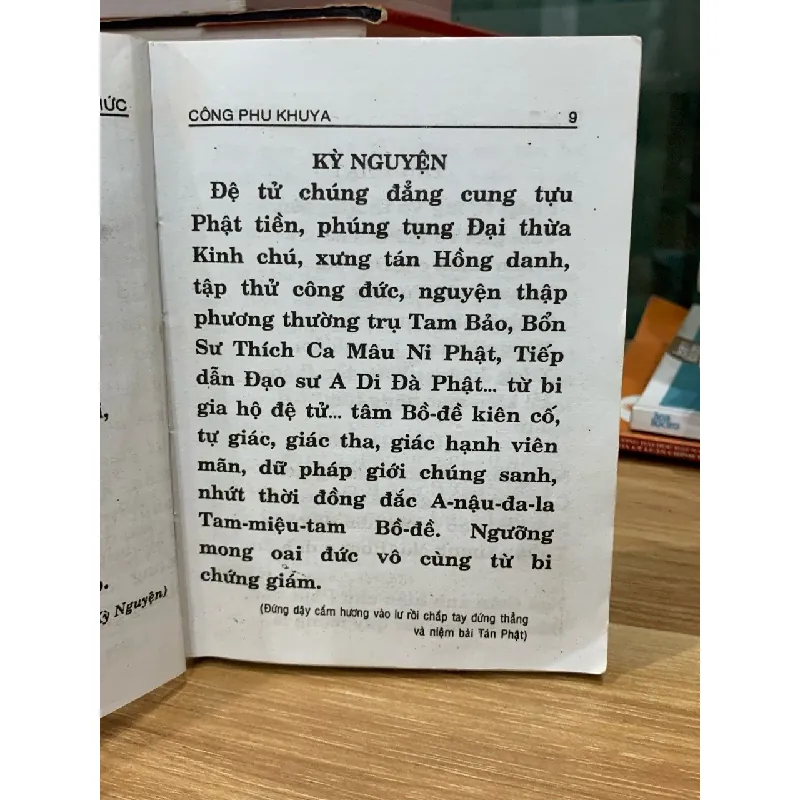 CÔNG PHU KHUYA 9
KỲ NGUYỆN
Đệ tử chúng đẳng cung tựu
Phật tiền, phúng tụng Đại thừa
Kinh chú, xưng tán Hồng danh,
tập thử công đức, nguyện thập
phương thường trụ Tam Bảo, Bổn
Sư Thích Ca Mâu Ni Phật, Tiếp
dẫn Đạo sư A Di Đà Phật... từ bi
gia hộ đệ tử... tâm Bồ-đề kiên cố,
tự giác, giác tha, giác hạnh viên
mãn, dữ pháp giới chúng sanh,
nhứt thời đồng đắc A-nậu-đa-la
Tam-miệu-tam Bồ-đề. Ngưỡng
mong oai đức vô cùng từ bi
chứng giám.
(Đứng dậy cắm hương vào lư rồi chắp tay đứng thẳng
và niệm bài Tán Phật)
Kỳ Nguyện)